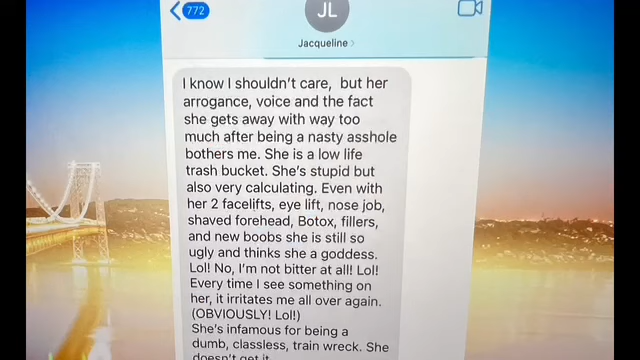 772
JL
Jacqueline >
I know I shouldn't care, but her
arrogance, voice and the fact
she gets away with way too
much after being a nasty asshole
bothers me. She is a low life
trash bucket. She's stupid but
also very calculating. Even with
her 2 facelifts, eye lift, nose job,
shaved forehead, Botox, fillers,
and new boobs she is still so
ugly and thinks she a goddess.
Lol! No, I'm not bitter at all! Lol!
Every time I see something on
her, it irritates me all over again.
(OBVIOUSLY! Lol!)
She's infamous for being a
dumb, classless, train wreck. She
doesn't get it